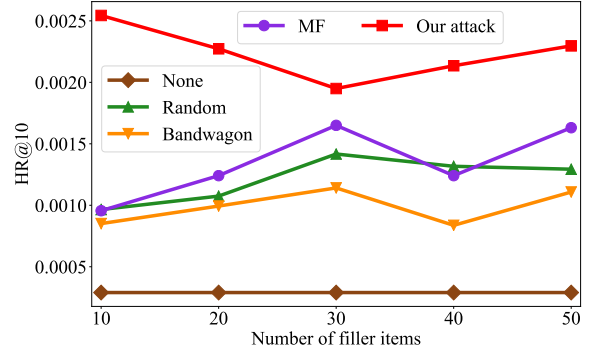 MF
Our attack
None
Random
Bandwagon
HR@10
0.0025
0.0020
0.0015
0.0010
0.0005
10 20 30 40 50
Number of filler items